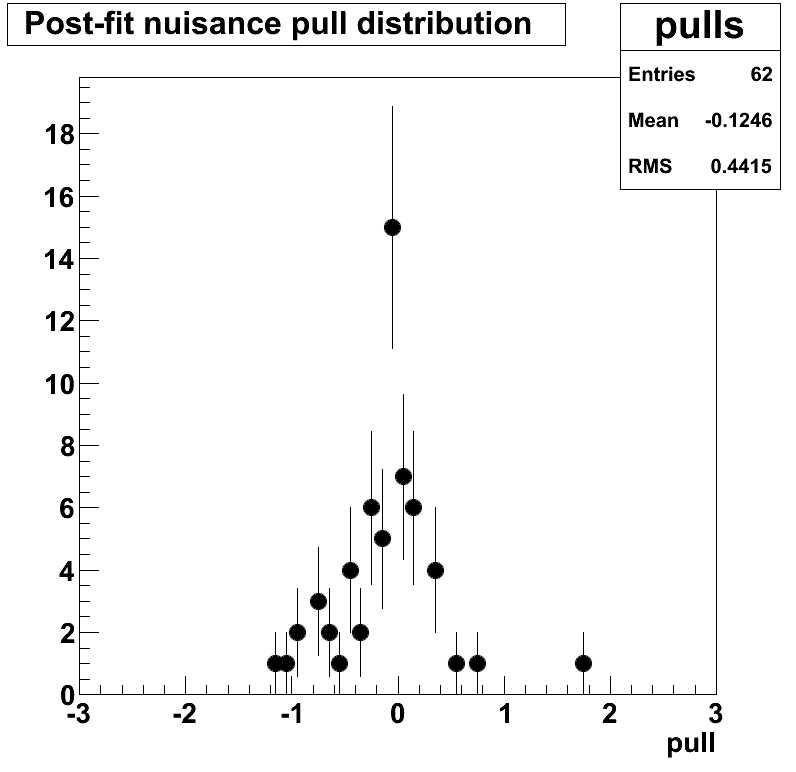 Post-fit nuisance pull distribution
pulls
Entries 62
Mean -0.1246
RMS 0.4415
18
16
14
12
10
8
6
4
2
0
-3 -2 -1 0 1 2 3
pull